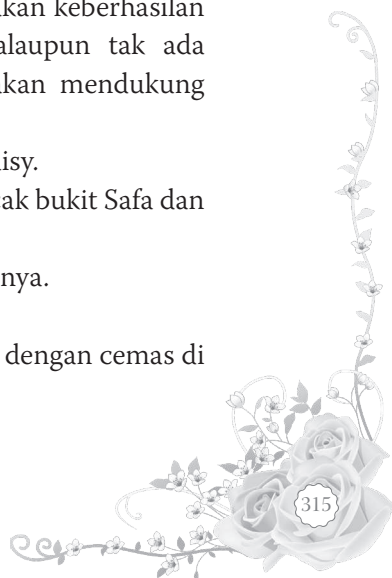 kan keberhasilan
alaupun tak ada
kan mendukung
isy.
ak bukit Safa dan
nya.
dengan cemas di
315